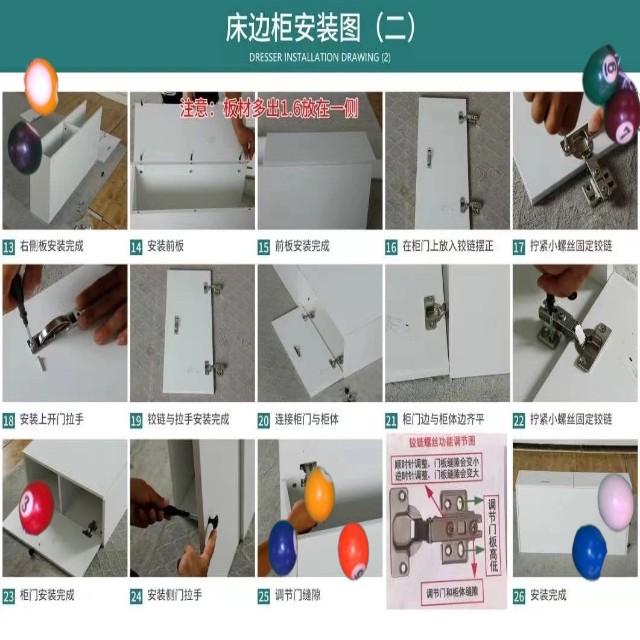 床边柜安装图（二）
DRESSER INSTALLATION DRAWING (2)
注意：板材多出1.6放在一侧
13 右侧板安装完成
14 安装前板
15 前板安装完成
16 在柜门上放入铰链摆正
17 拧紧小螺丝固定铰链
18 安装上开门拉手
19 铰链与拉手安装完成
20 连接柜门与柜体
21 柜门边与柜体边齐平
22 拧紧小螺丝固定铰链
23 柜门安装完成
24 安装侧门拉手
25 调节门缝隙
铰链螺丝功能调节图
顺时针调整、门板缝隙会变小
逆时针调整、门板缝隙会变大
调节门板高低
调节门和柜体缝隙
26 安装完成
3
6
7